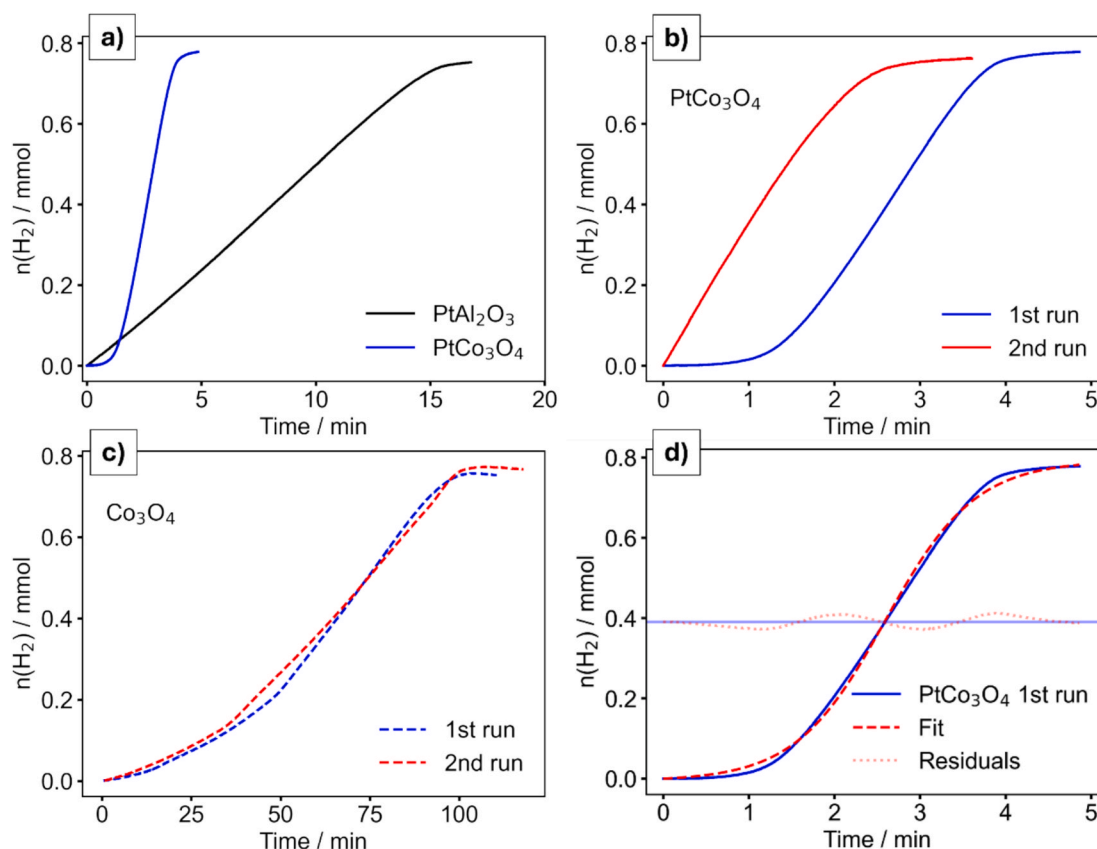 a)
n(H₂) / mmol
0.8
0.6
0.4
0.2
0.0
PtAl₂O₃
PtCo₃O₄
0 5 10 15 20
Time / min
b)
PtCo₃O₄
n(H₂) / mmol
0.8
0.6
0.4
0.2
0.0
1st run
2nd run
0 1 2 3 4 5
Time / min
c)
Co₃O₄
n(H₂) / mmol
0.8
0.6
0.4
0.2
0.0
1st run
2nd run
0 25 50 75 100
Time / min
d)
n(H₂) / mmol
0.8
0.6
0.4
0.2
0.0
PtCo₃O₄ 1st run
Fit
Residuals
0 1 2 3 4 5
Time / min